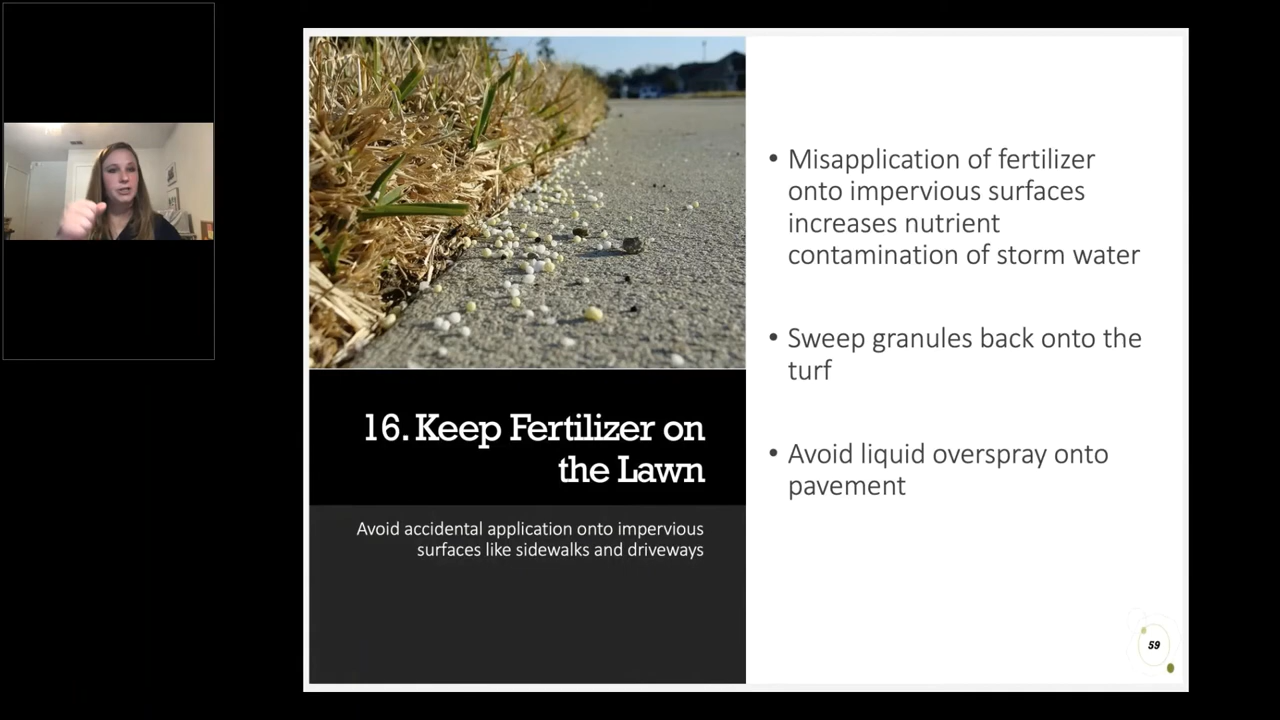 16. Keep Fertilizer on
the Lawn
Avoid accidental application onto impervious
surfaces like sidewalks and driveways
• Misapplication of fertilizer
onto impervious surfaces
increases nutrient
contamination of storm water
• Sweep granules back onto the
turf
• Avoid liquid overspray onto
pavement
59